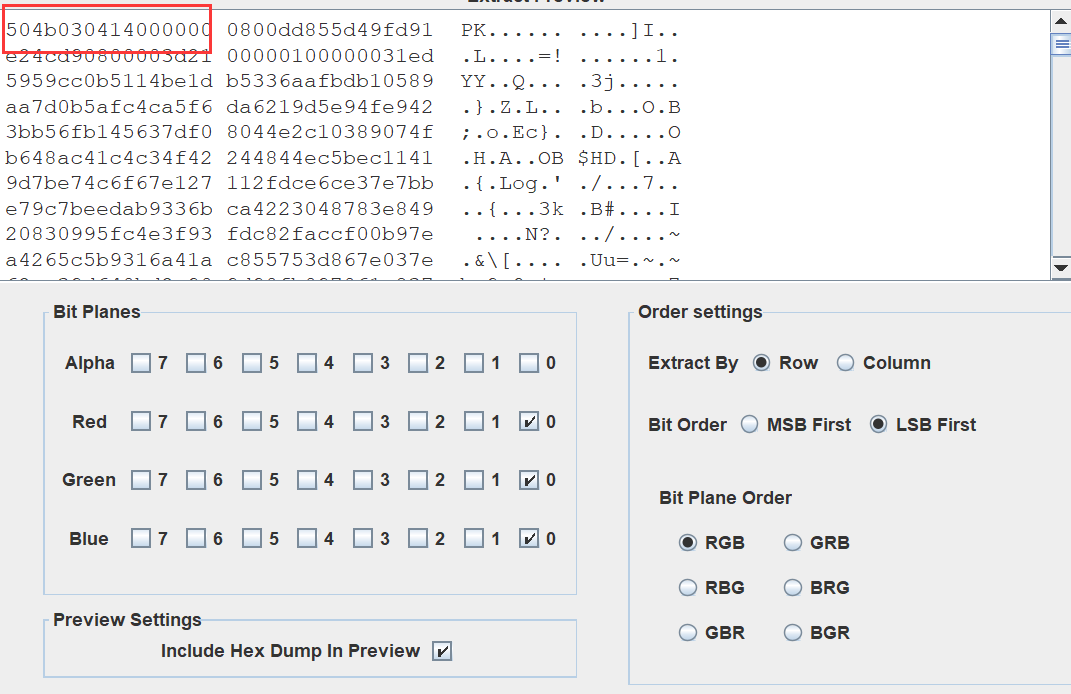 504b030414000000 0800dd855d49fd91 PK...... ....]I..
e24cd90800003d21 00000100000031ed .L....=! ......1.
5959cc0b5114be1d b5336aafbdb10589 YY..Q... .3j.....
aa7d0b5afc4ca5f6 da6219d5e94fe942 .}.Z.L.. .b...O.B
3bb56fb145637df0 8044e2c10389074f ;.o.Ec}. .D.....O
b648ac41c4c34f42 244844ec5bec1141 .H.A..OB $HD.[..A
9d7be74c6f67e127 112fdce6ce37e7bb .{.Log.' ./...7..
e79c7beedab9336b ca4223048783e849 ..{...3k .B#....I
20830995fc4e3f93 fdc82faccf00b97e ....N?. ../....~
a4265c5b9316a41a c855753d867e037e .&\[.... .Uu=.~.~
Bit Planes
Alpha 7 6 5 4 3 2 1 0
Red 7 6 5 4 3 2 1 0
Green 7 6 5 4 3 2 1 0
Blue 7 6 5 4 3 2 1 0
Preview Settings
Include Hex Dump In Preview
Order settings
Extract By Row Column
Bit Order MSB First LSB First
Bit Plane Order
RGB GRB
RBG BRG
GBR BGR